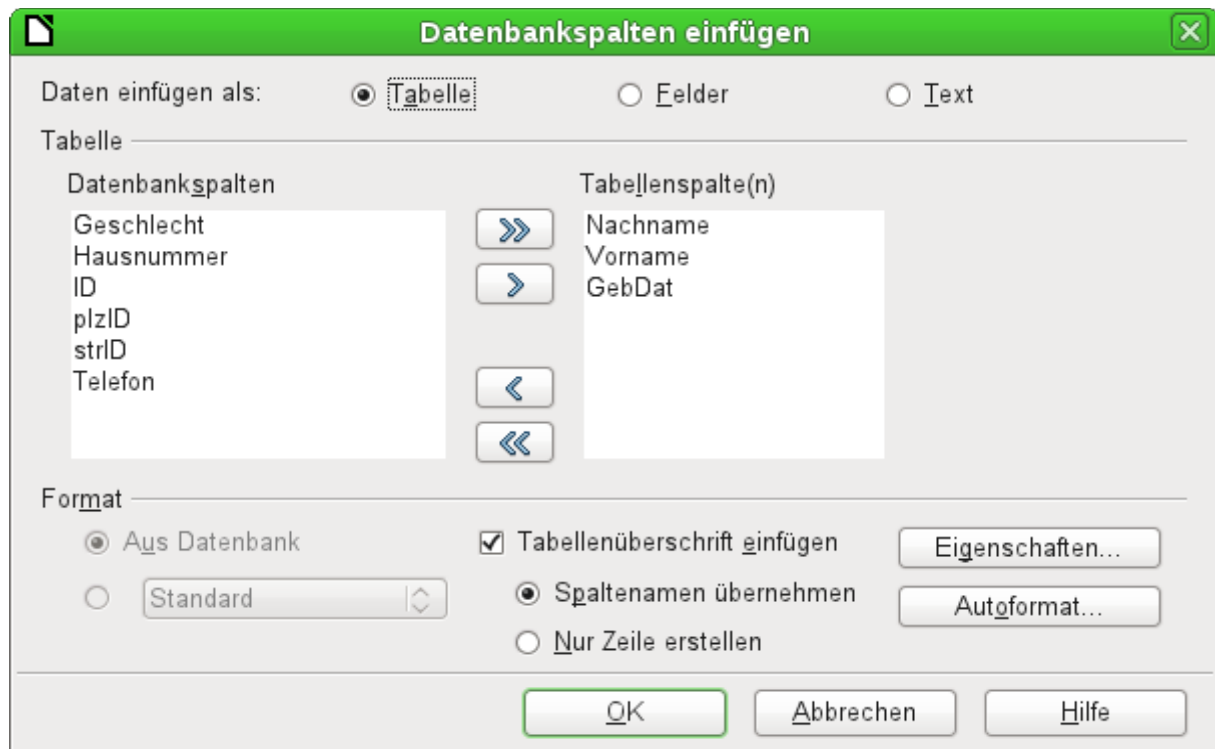 Datenbankspalten einfügen
Daten einfügen als:
Tabelle
Felder
Text
Tabelle
Datenbankspalten
Geschlecht
Hausnummer
ID
plzID
strID
Telefon
Tabellenspalte(n)
Nachname
Vorname
GebDat
Format
Aus Datenbank
Standard
Tabellenüberschrift einfügen
Spaltenamen übernehmen
Nur Zeile erstellen
Eigenschaften...
Autoformat...
OK
Abbrechen
Hilfe